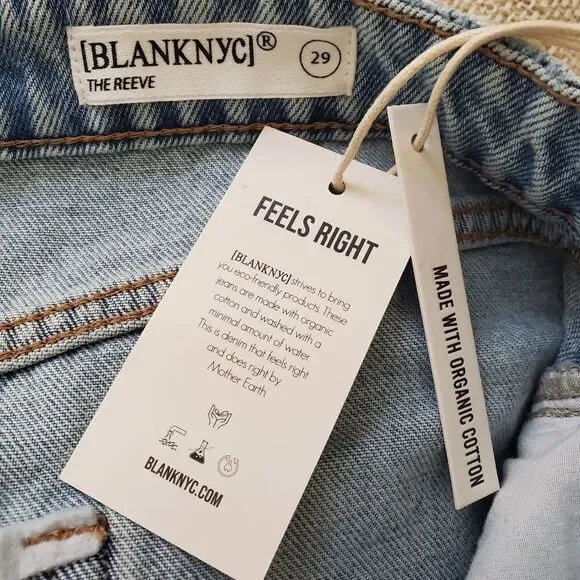 [BLANKNYC]®
THE REEVE
FEELS RIGHT
29
FEELS RIGHT
[BLANKNYC] strives to bring
you eco-friendly products. These
jeans are made with organic
cotton and washed with a
minimal amount of water.
This is denim that feels right
and does right by
Mother Earth.
BLANKNYC.COM
MADE WITH ORGANIC COTTON